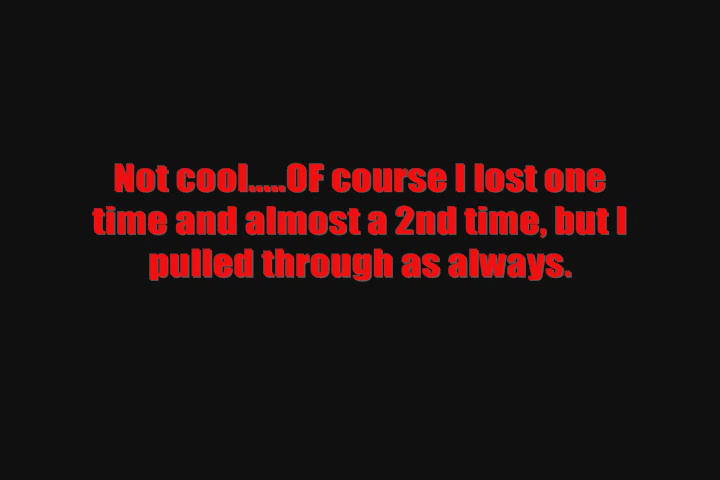 Not cool.....OF course I lost one
time and almost a 2nd time, but I
pulled through as always.